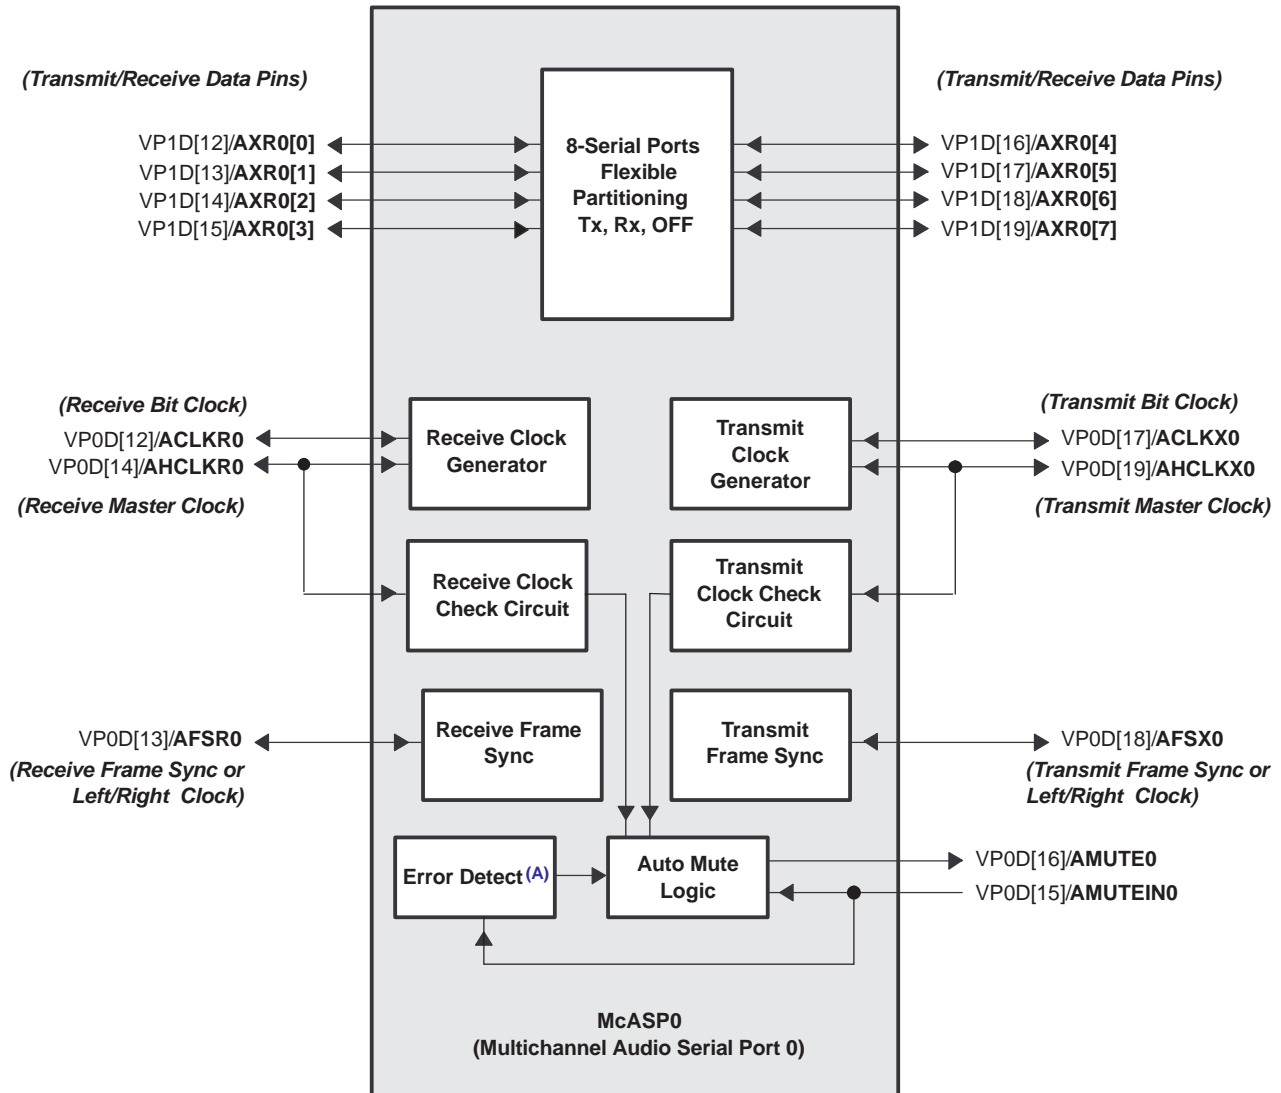 (Transmit/Receive Data Pins)
VP1D[12]/AXR0[0]
VP1D[13]/AXR0[1]
VP1D[14]/AXR0[2]
VP1D[15]/AXR0[3]
8-Serial Ports
Flexible
Partitioning
Tx, Rx, OFF
(Transmit/Receive Data Pins)
VP1D[16]/AXR0[4]
VP1D[17]/AXR0[5]
VP1D[18]/AXR0[6]
VP1D[19]/AXR0[7]
(Receive Bit Clock)
VP0D[12]/ACLKR0
VP0D[14]/AHCLKR0
(Receive Master Clock)
Receive Clock
Generator
Transmit
Clock
Generator
(Transmit Bit Clock)
VP0D[17]/ACLKX0
VP0D[19]/AHCLKX0
(Transmit Master Clock)
Receive Clock
Check Circuit
Transmit
Clock Check
Circuit
VP0D[13]/AFSR0
(Receive Frame Sync or
Left/Right Clock)
Receive Frame
Sync
Transmit
Frame Sync
VP0D[18]/AFSX0
(Transmit Frame Sync or
Left/Right Clock)
Error Detect(A)
Auto Mute
Logic
VP0D[16]/AMUTE0
VP0D[15]/AMUTEIN0
McASP0
(Multichannel Audio Serial Port 0)